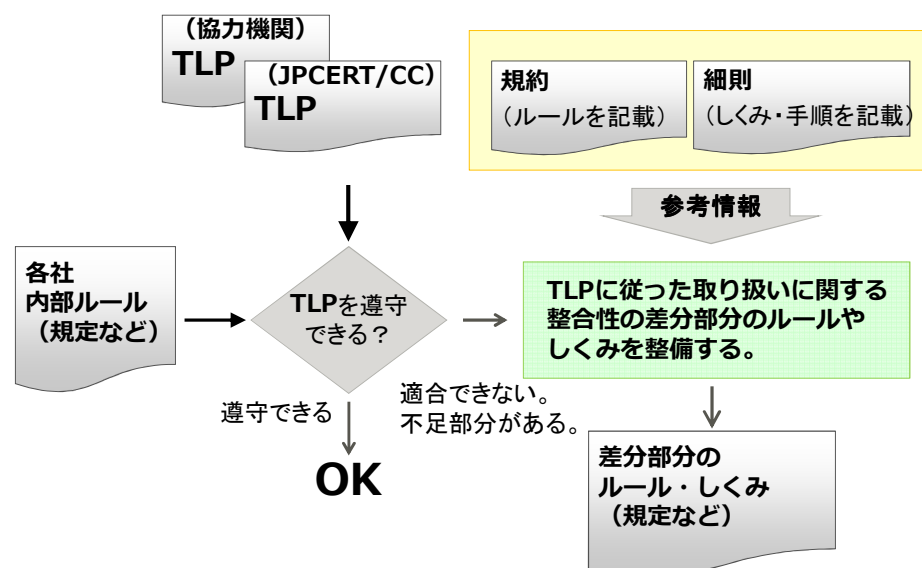 （協力機関）
TLP
（JPCERT/CC）
TLP
規約
（ルールを記載）
細則
（しくみ・手順を記載）
参考情報
各社
内部ルール
（規定など）
TLPを遵守
できる？
TLPに従った取り扱いに関する
整合性の差分部分のルールや
しくみを整備する。
遵守できる
適合できない。
不足部分がある。
OK
差分部分の
ルール・しくみ
（規定など）